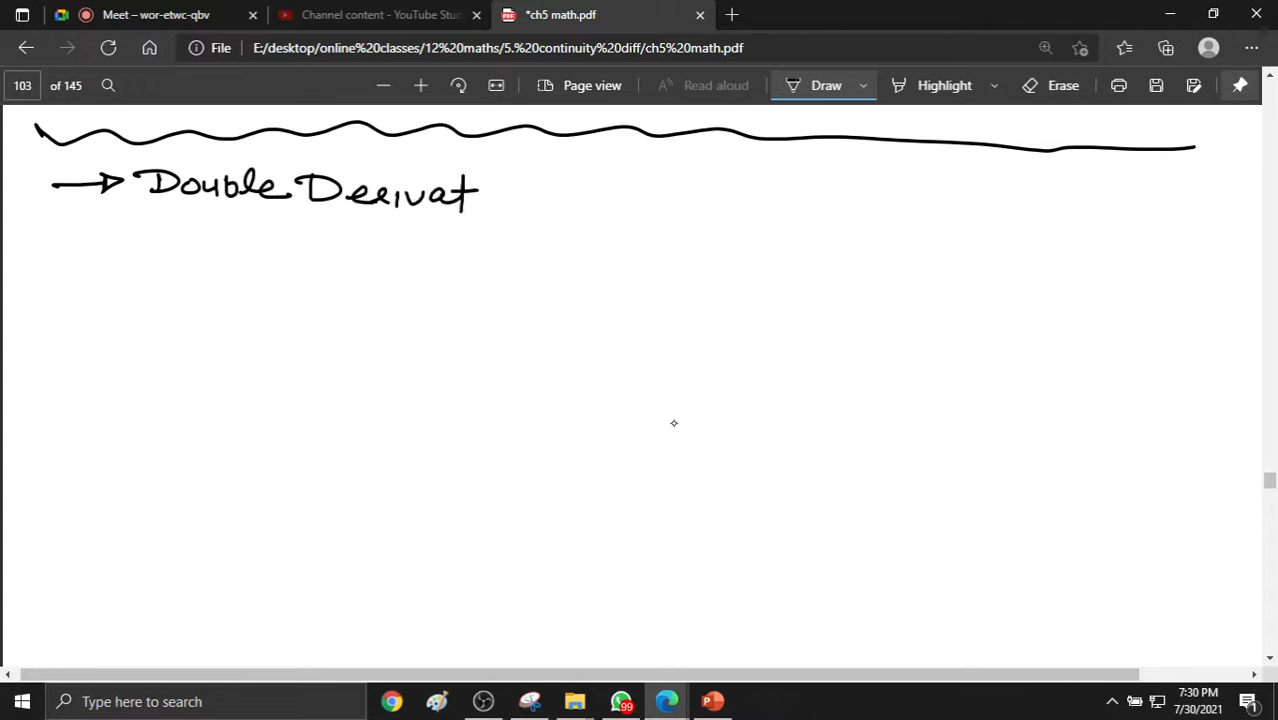 Meet – wor-etwc-qbv
Channel content - YouTube Stud
*ch5 math.pdf
File E:/desktop/online%20classes/12%20maths/5.%20continuity%20diff/ch5%20math.pdf
103 of 145 Page view Read aloud Draw Highlight Erase
Double Derivat
Type here to search
99
7:30 PM
7/30/2021
1